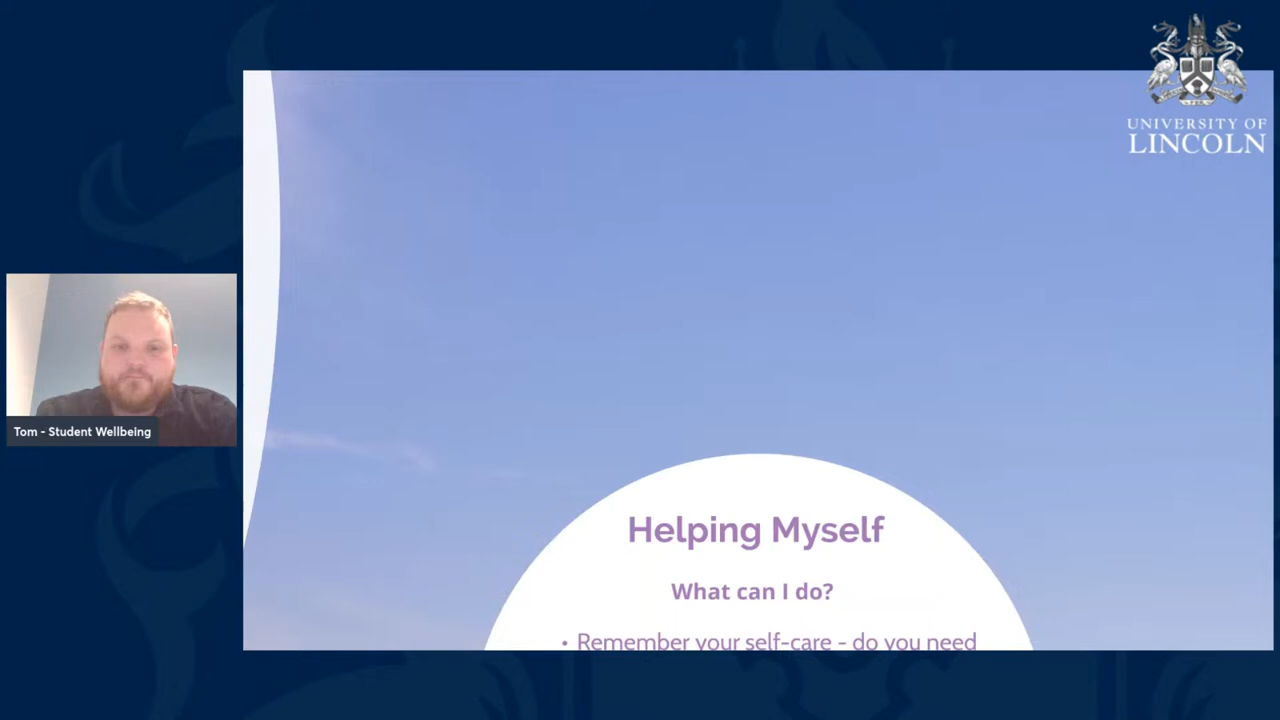 UNIVERSITY OF
LINCOLN
Tom - Student Wellbeing
Helping Myself
What can I do?
• Remember your self-care - do you need